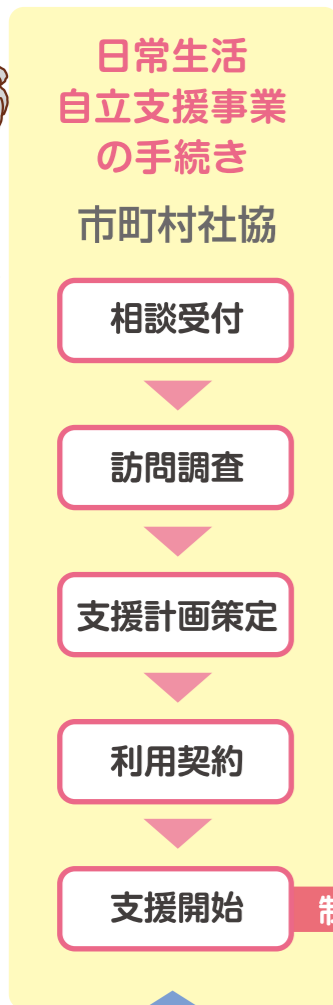 日常生活
自立支援事業
の手続き
市町村社協
相談受付
訪問調査
支援計画策定
利用契約
支援開始